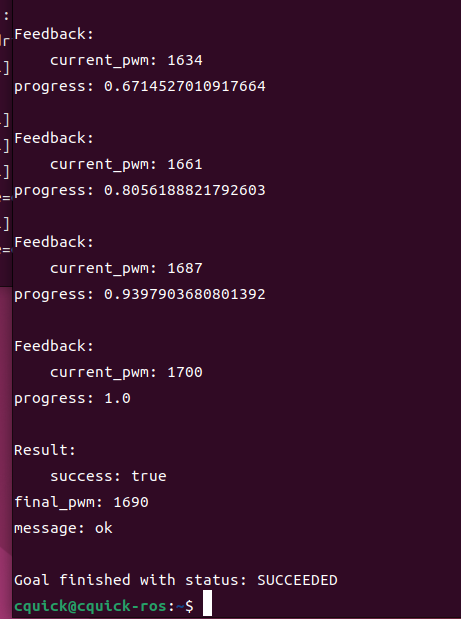 :
Feedback:
current_pwm: 1634
progress: 0.6714527010917664
Feedback:
current_pwm: 1661
progress: 0.8056188821792603
Feedback:
current_pwm: 1687
progress: 0.9397903680801392
Feedback:
current_pwm: 1700
progress: 1.0
Result:
success: true
final_pwm: 1690
message: ok
Goal finished with status: SUCCEEDED
cquick@cquick-ros:~$